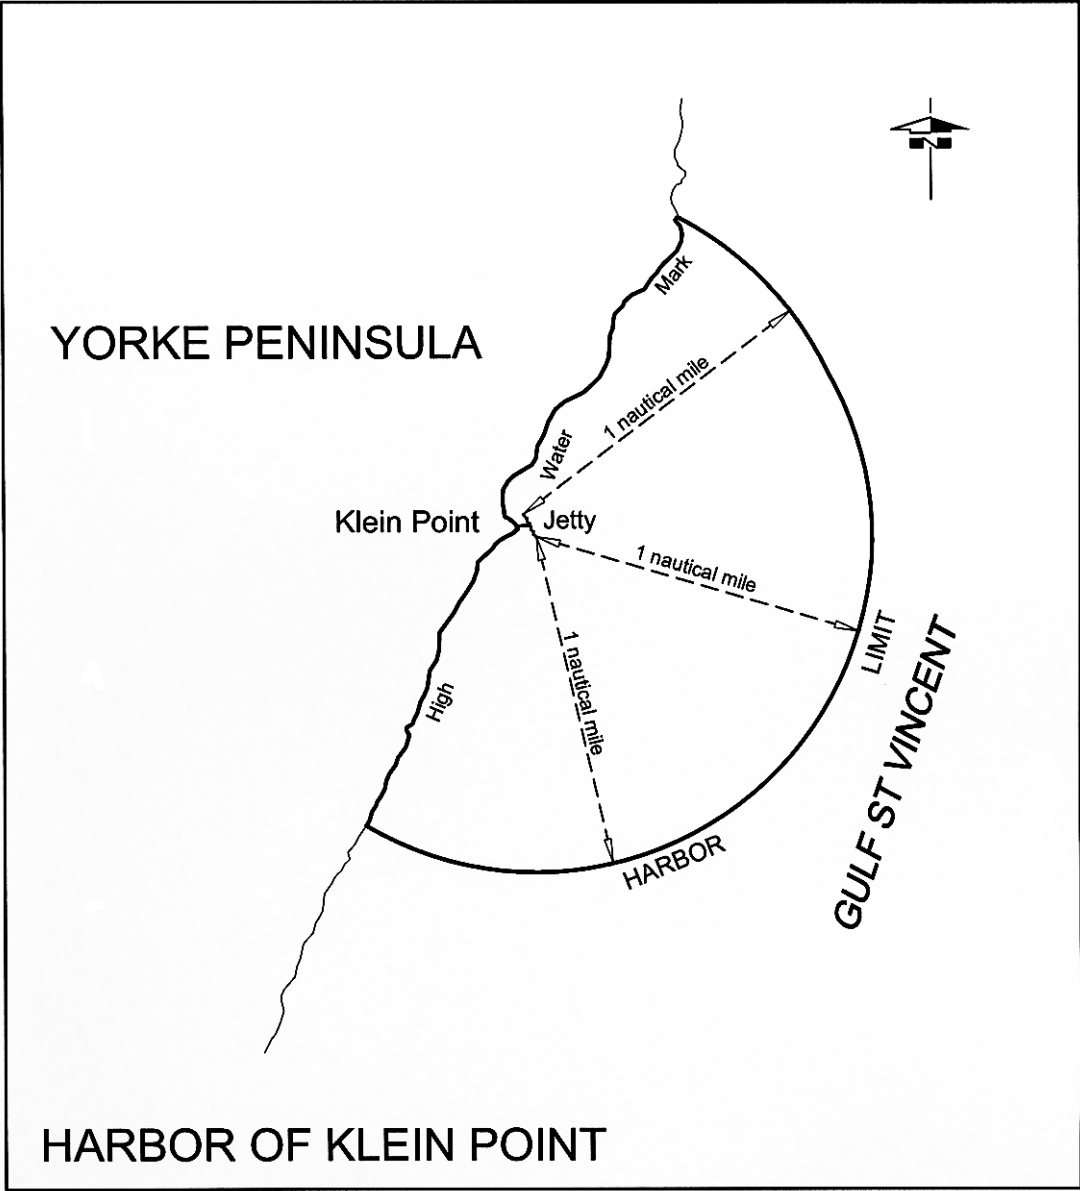 N
Mark
YORKE PENINSULA
1 nautical mile
Water
Klein Point
Jetty
1 nautical mile
LIMIT
1 nautical mile
High
GULF ST VINCENT
HARBOR
HARBOR OF KLEIN POINT